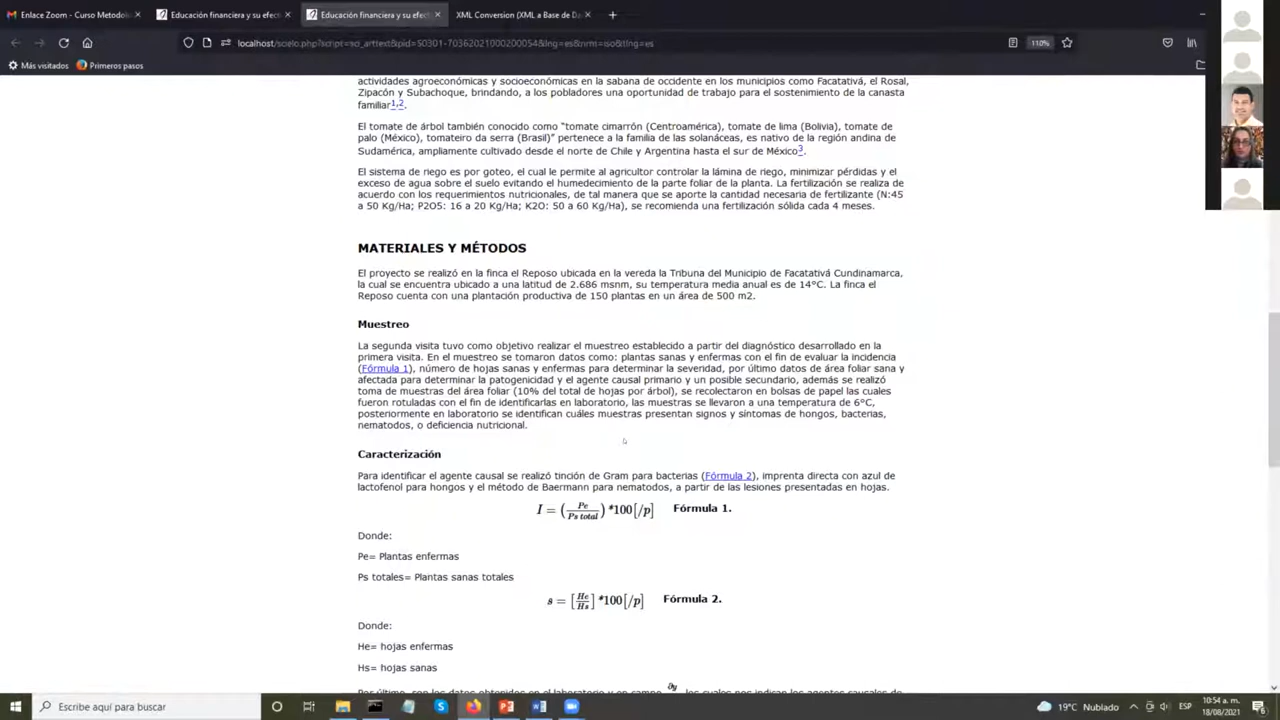 Enlace Zoom - Curso Metodolo
Educación financiera y su efect
Educación financiera y su efect
XML Conversion (XML a Base de Da
localhost/scielo.php?script=sci_arttext&pid=S0301-70362021000200054&lng=es&nrm=iso&tlng=es
110%
Más visitados
Primeros pasos
actividades agroeconómicas y socioeconómicas en la sabana de occidente en los municipios como Facatativá, el Rosal,
Zipacón y Subachoque, brindando, a los pobladores una oportunidad de trabajo para el sostenimiento de la canasta
familiar1,2.
El tomate de árbol también conocido como "tomate cimarrón (Centroamérica), tomate de lima (Bolivia), tomate de
palo (México), tomateiro da serra (Brasil)" pertenece a la familia de las solanáceas, es nativo de la región andina de
Sudamérica, ampliamente cultivado desde el norte de Chile y Argentina hasta el sur de México3.
El sistema de riego es por goteo, el cual le permite al agricultor controlar la lámina de riego, minimizar pérdidas y el
exceso de agua sobre el suelo evitando el humedecimiento de la parte foliar de la planta. La fertilización se realiza de
acuerdo con los requerimientos nutricionales, de tal manera que se aporte la cantidad necesaria de fertilizante (N:45
a 50 Kg/Ha; P2O5: 16 a 20 Kg/Ha; K2O: 50 a 60 Kg/Ha), se recomienda una fertilización sólida cada 4 meses.
MATERIALES Y MÉTODOS
El proyecto se realizó en la finca el Reposo ubicada en la vereda la Tribuna del Municipio de Facatativá Cundinamarca,
la cual se encuentra ubicado a una latitud de 2.686 msnm, su temperatura media anual es de 14°C. La finca el
Reposo cuenta con una plantación productiva de 150 plantas en un área de 500 m2.
Muestreo
La segunda visita tuvo como objetivo realizar el muestreo establecido a partir del diagnóstico desarrollado en la
primera visita. En el muestreo se tomaron datos como: plantas sanas y enfermas con el fin de evaluar la incidencia
(Fórmula 1), número de hojas sanas y enfermas para determinar la severidad, por último datos de área foliar sana y
afectada para determinar la patogenicidad y el agente causal primario y un posible secundario, además se realizó
toma de muestras del área foliar (10% del total de hojas por árbol), se recolectaron en bolsas de papel las cuales
fueron rotuladas con el fin de identificarlas en laboratorio, las muestras se llevaron a una temperatura de 6°C,
posteriormente en laboratorio se identifican cuáles muestras presentan signos y síntomas de hongos, bacterias,
nematodos, o deficiencia nutricional.
Caracterización
Para identificar el agente causal se realizó tinción de Gram para bacterias (Fórmula 2), imprenta directa con azul de
lactofenol para hongos y el método de Baermann para nematodos, a partir de las lesiones presentadas en hojas.
I = (Pe/Ps total) *100[/p] Fórmula 1.
Donde:
Pe= Plantas enfermas
Ps totales= Plantas sanas totales
s = [He/Hs] *100[/p] Fórmula 2.
Donde:
He= hojas enfermas
Hs= hojas sanas
Por último, con los datos obtenidos en el laboratorio y en campo ∂y los cuales nos indican los agentes causales de
Escribe aquí para buscar
19°C Nublado
ESP
10:54 a.m.
18/08/2021